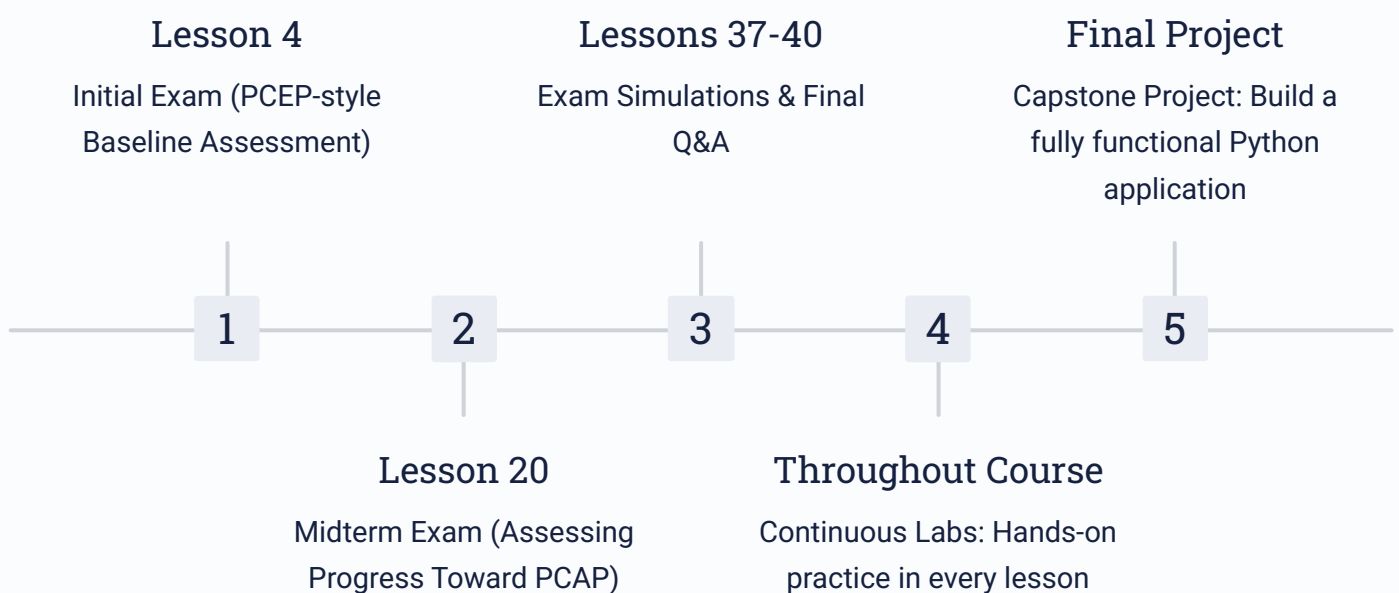 Lesson 4
Initial Exam (PCEP-style
Baseline Assessment)
Lessons 37-40
Exam Simulations & Final
Q&A
Final Project
Capstone Project: Build a
fully functional Python
application
1
2
3
4
5
Lesson 20
Midterm Exam (Assessing
Progress Toward PCAP)
Throughout Course
Continuous Labs: Hands-on
practice in every lesson